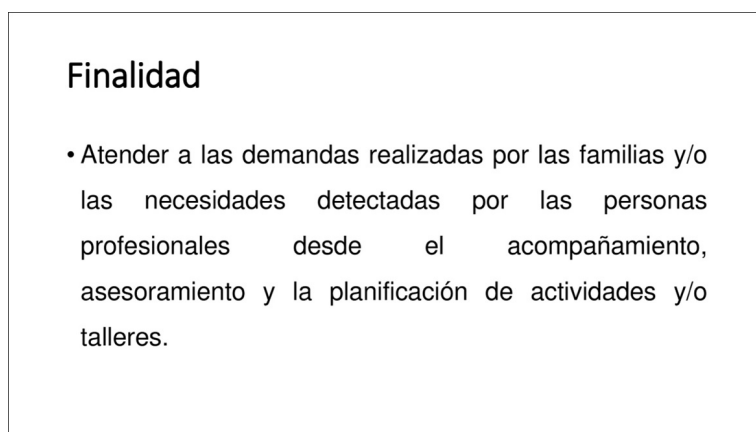 Finalidad
• Atender a las demandas realizadas por las familias y/o
las necesidades detectadas por las personas
profesionales desde el acompañamiento,
asesoramiento y la planificación de actividades y/o
talleres.